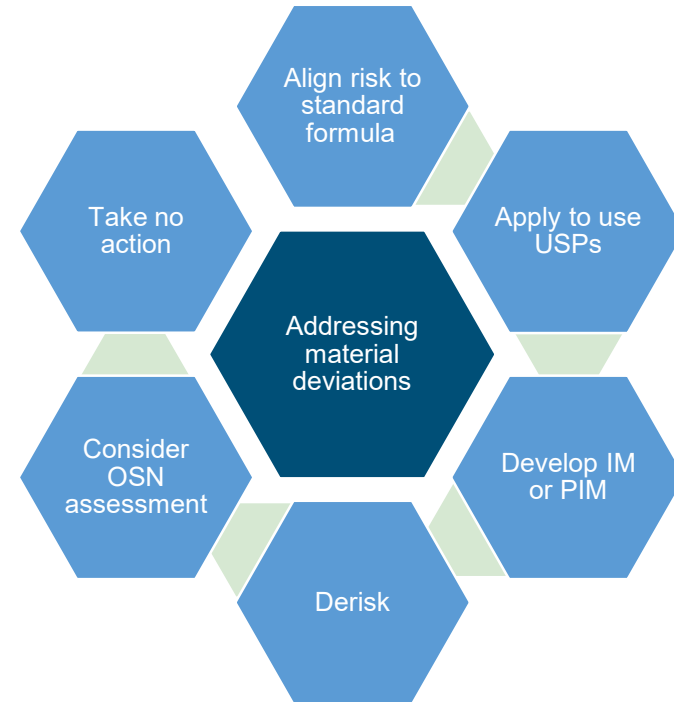 Align risk to
standard
formula
Apply to use
USPs
Develop IM
or PIM
Derisk
Consider
OSN
assessment
Take no
action
Addressing
material
deviations